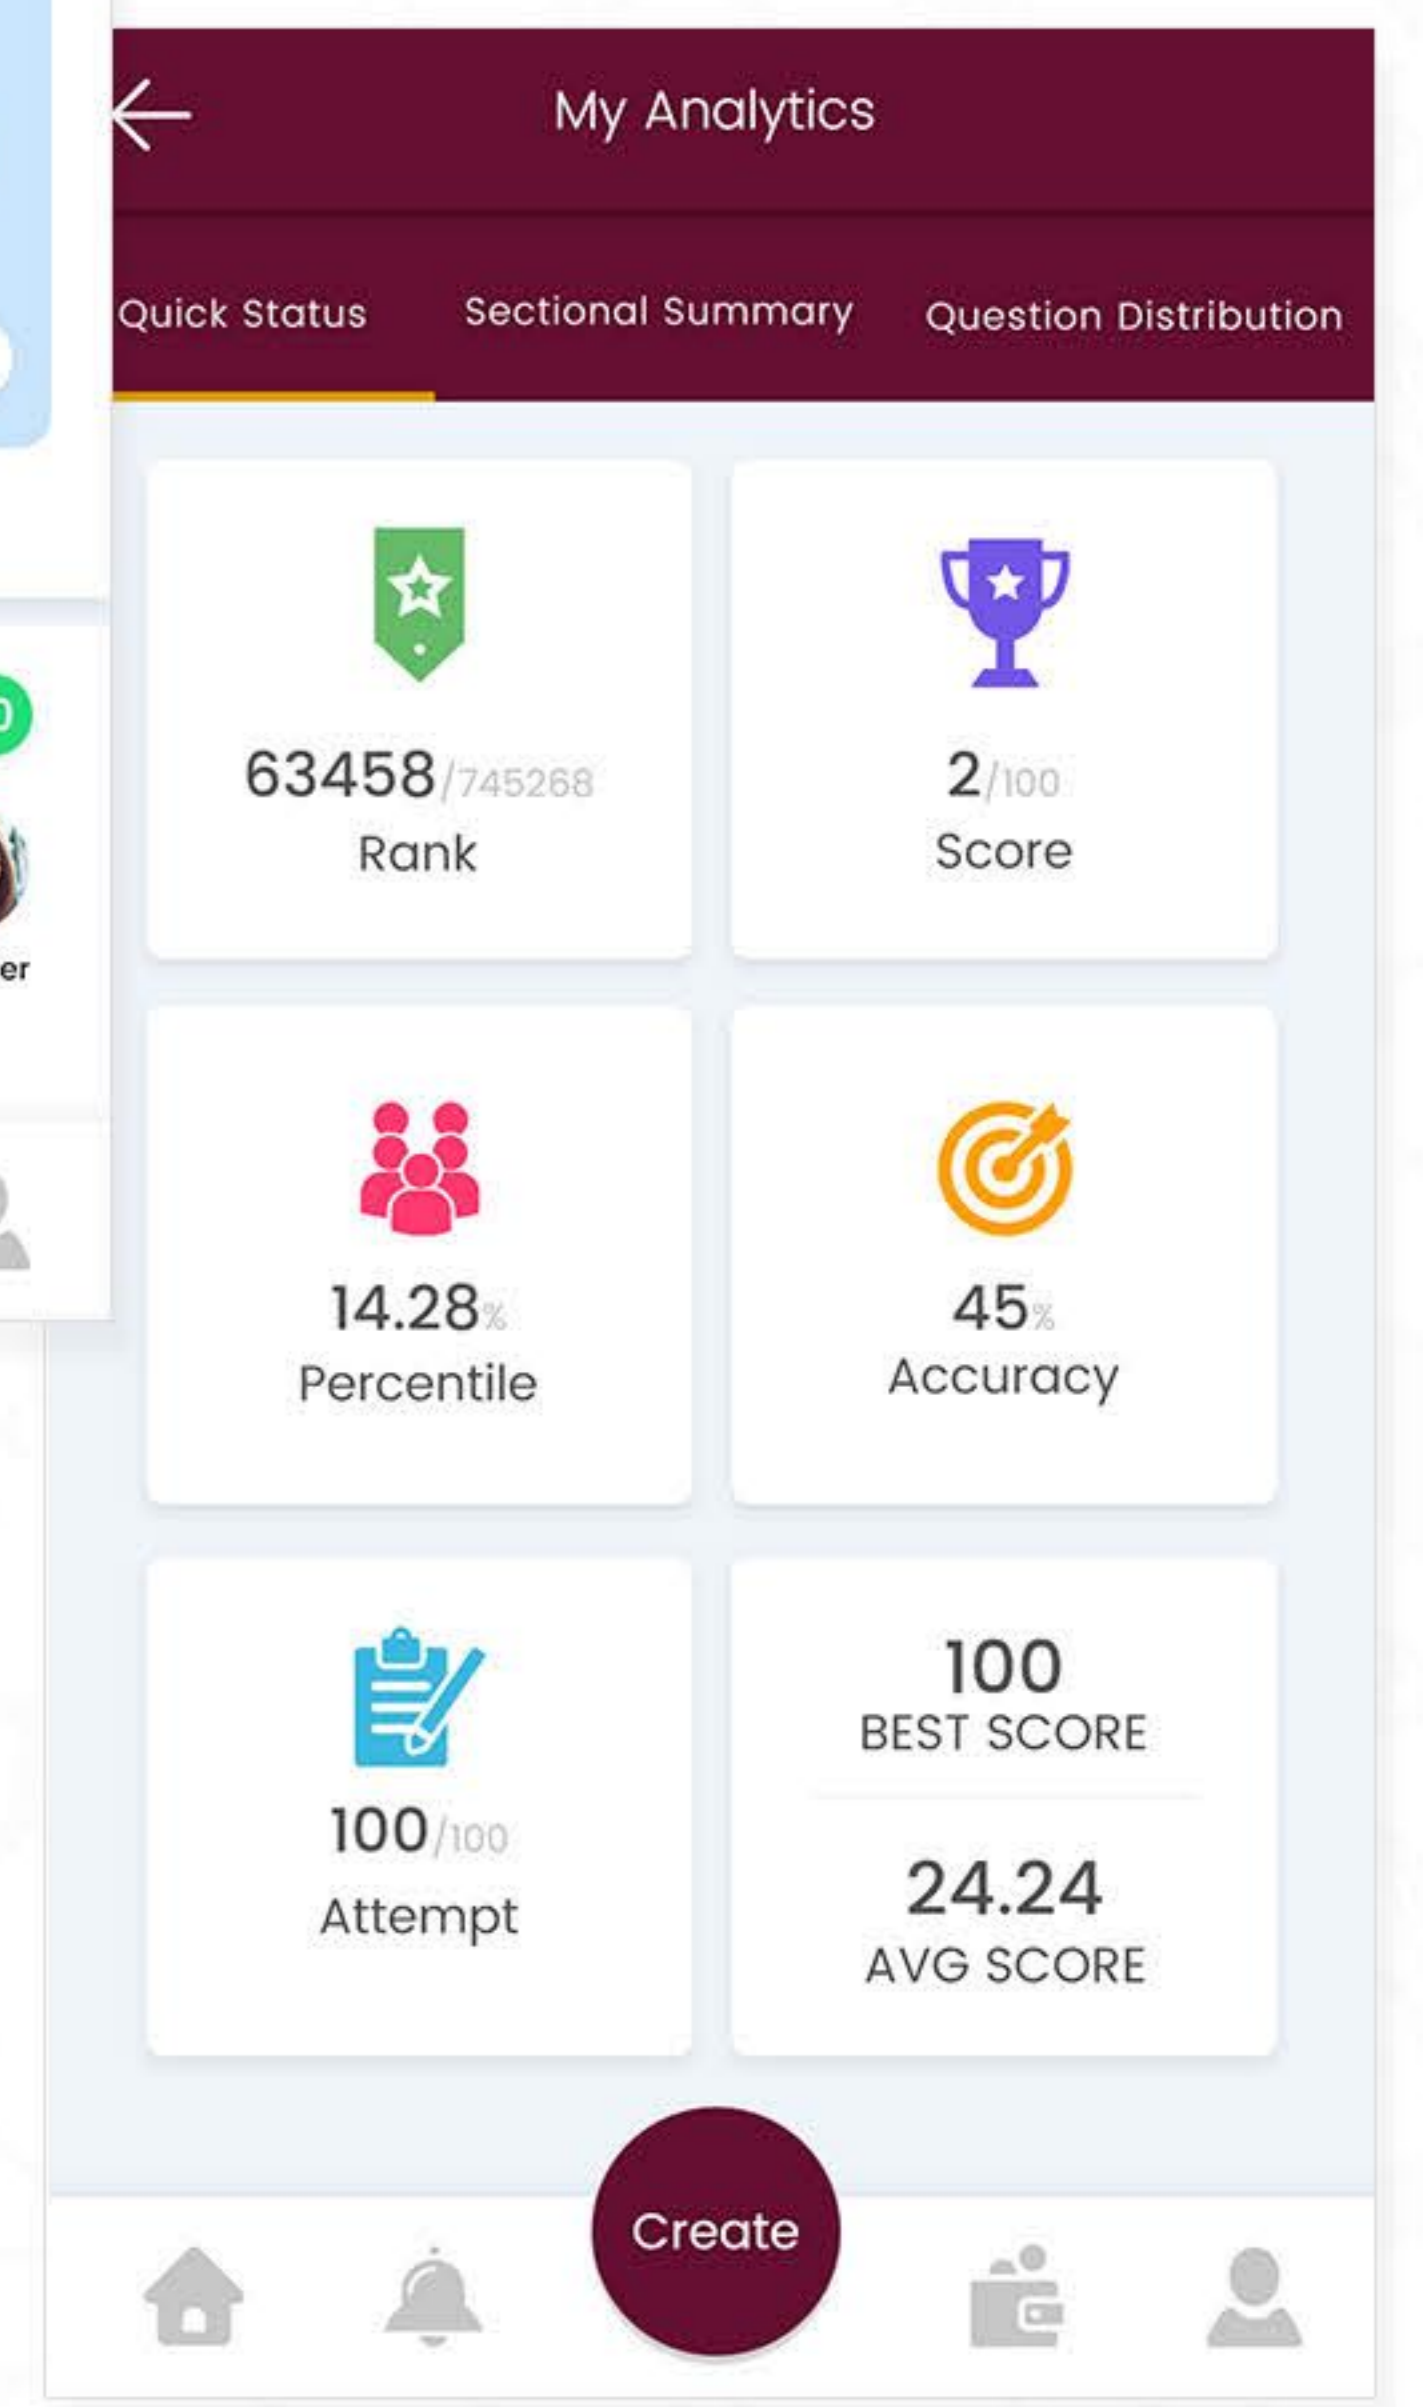 My Analytics
Quick Status Sectional Summary Question Distribution
63458/745268 2/100
Rank Score
14.28% 45%
Percentile Accuracy
100 
BEST SCORE
100/100
Attempt
24.24
AVG SCORE
Create